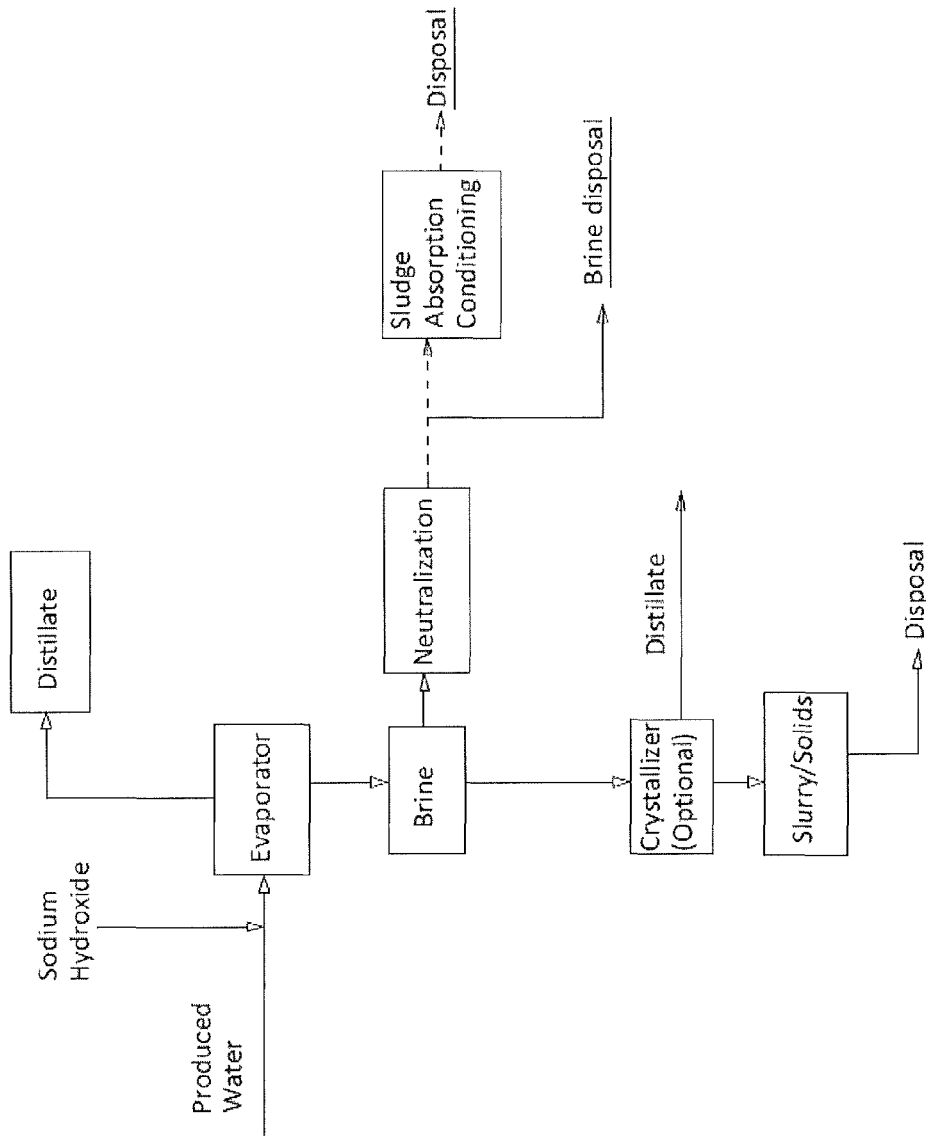 Produced
Water
Sodium
Hydroxide
Evaporator
Distillate
Brine
Neutralization
Sludge
Absorption
Conditioning
Disposal
Brine disposal
Crystallizer
(Optional)
Distillate
Slurry/Solids
Disposal